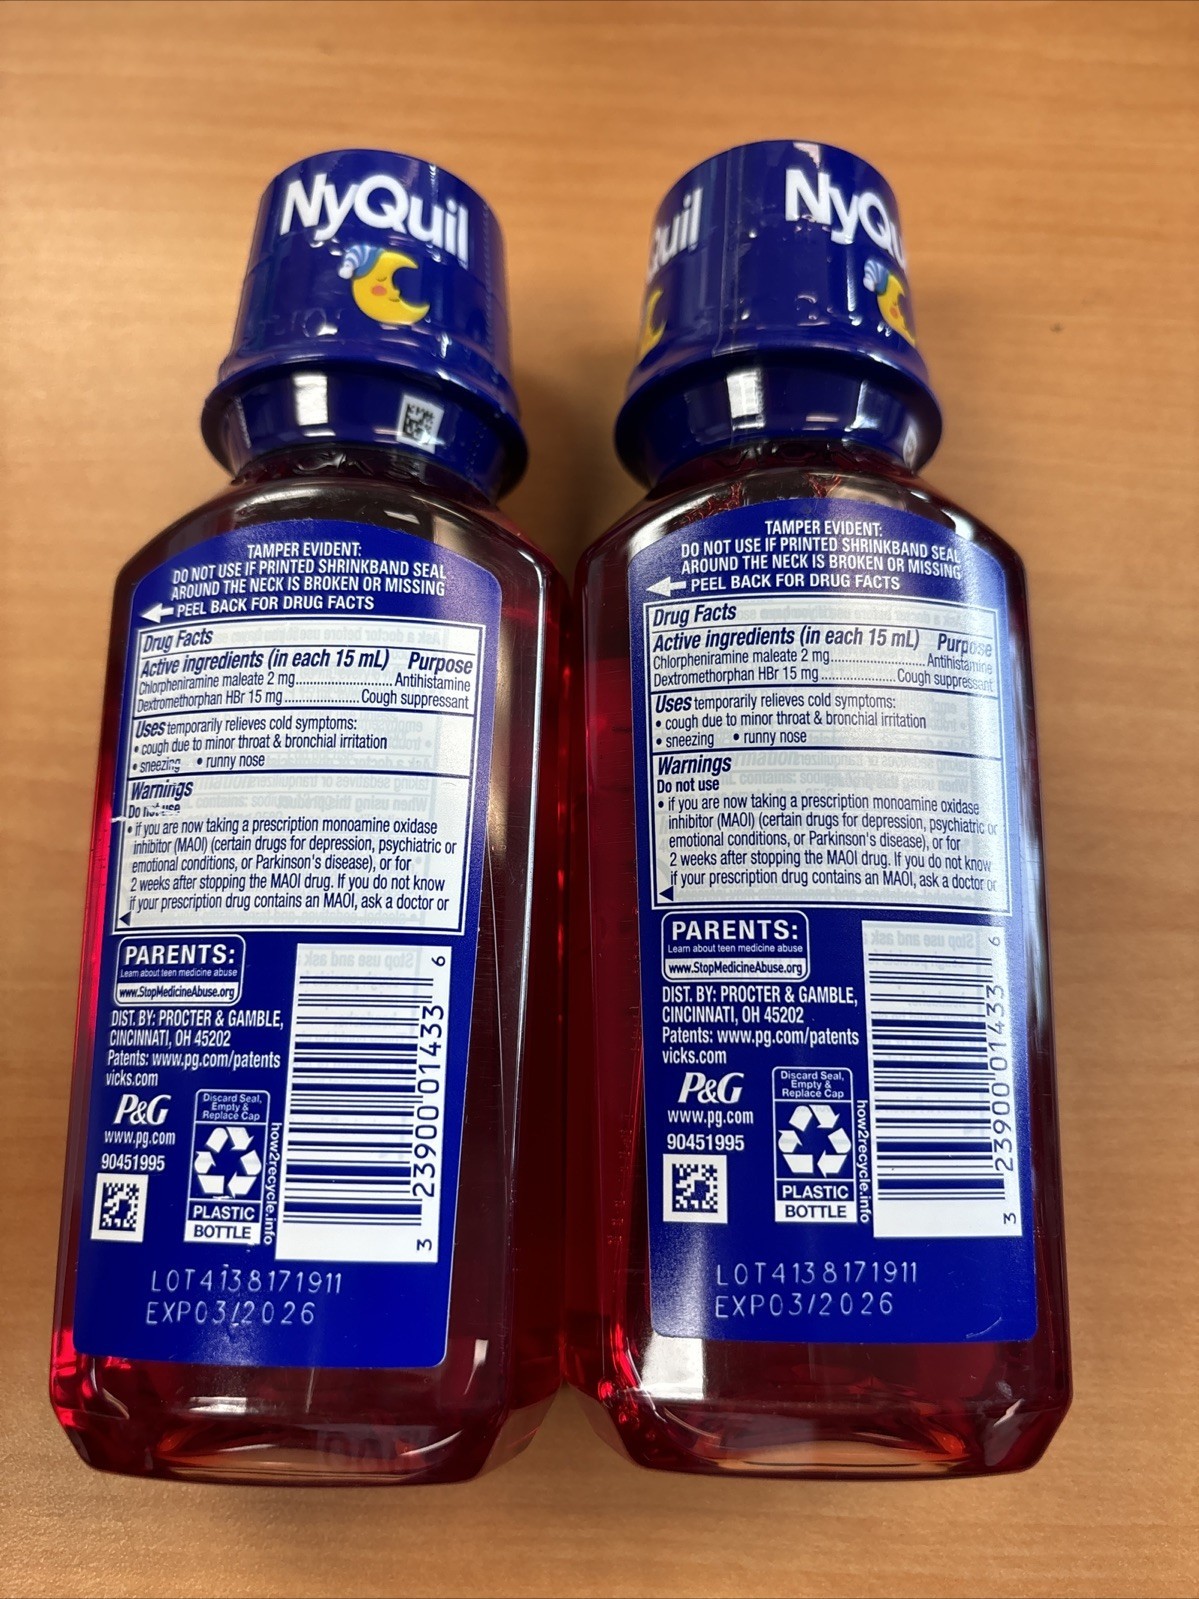 NyQuil
TAMPER EVIDENT:
DO NOT USE IF PRINTED SHRINKBAND SEAL
AROUND THE NECK IS BROKEN OR MISSING
PEEL BACK FOR DRUG FACTS
Drug Facts
Active ingredients (in each 15 mL) Purpose
Chlorpheniramine maleate 2 mg............................Antihistamine
Dextromethorphan HBr 15 mg......................Cough suppressant
Uses temporarily relieves cold symptoms:
• cough due to minor throat & bronchial irritation
• sneezing • runny nose
Warnings
Do not use
• if you are now taking a prescription monoamine oxidase
inhibitor (MAOI) (certain drugs for depression, psychiatric or
emotional conditions, or Parkinson's disease), or for
2 weeks after stopping the MAOI drug. If you do not know
if your prescription drug contains an MAOI, ask a doctor or
PARENTS:
Learn about teen medicine abuse
www.StopMedicineAbuse.org
DIST. BY: PROCTER & GAMBLE,
CINCINNATI, OH 45202
Patents: www.pg.com/patents
vicks.com
P&G
www.pg.com
90451995
Discard Seal,
Empty &
Replace Cap
PLASTIC
BOTTLE
how2recycle.info
3 23900 01433 6
LOT4138171911
EXP03/2026
quil
NyQu
TAMPER EVIDENT:
DO NOT USE IF PRINTED SHRINKBAND SEAL
AROUND THE NECK IS BROKEN OR MISSING
PEEL BACK FOR DRUG FACTS
Drug Facts
Active ingredients (in each 15 mL) Purpose
Chlorpheniramine maleate 2 mg............................Antihistamine
Dextromethorphan HBr 15 mg......................Cough suppressant
Uses temporarily relieves cold symptoms:
• cough due to minor throat & bronchial irritation
• sneezing • runny nose
Warnings
Do not use
• if you are now taking a prescription monoamine oxidase
inhibitor (MAOI) (certain drugs for depression, psychiatric or
emotional conditions, or Parkinson's disease), or for
2 weeks after stopping the MAOI drug. If you do not know
if your prescription drug contains an MAOI, ask a doctor or
PARENTS:
Learn about teen medicine abuse
www.StopMedicineAbuse.org
DIST. BY: PROCTER & GAMBLE,
CINCINNATI, OH 45202
Patents: www.pg.com/patents
vicks.com
P&G
www.pg.com
90451995
Discard Seal,
Empty &
Replace Cap
PLASTIC
BOTTLE
how2recycle.info
3 23900 01433 6
LOT4138171911
EXP03/2026